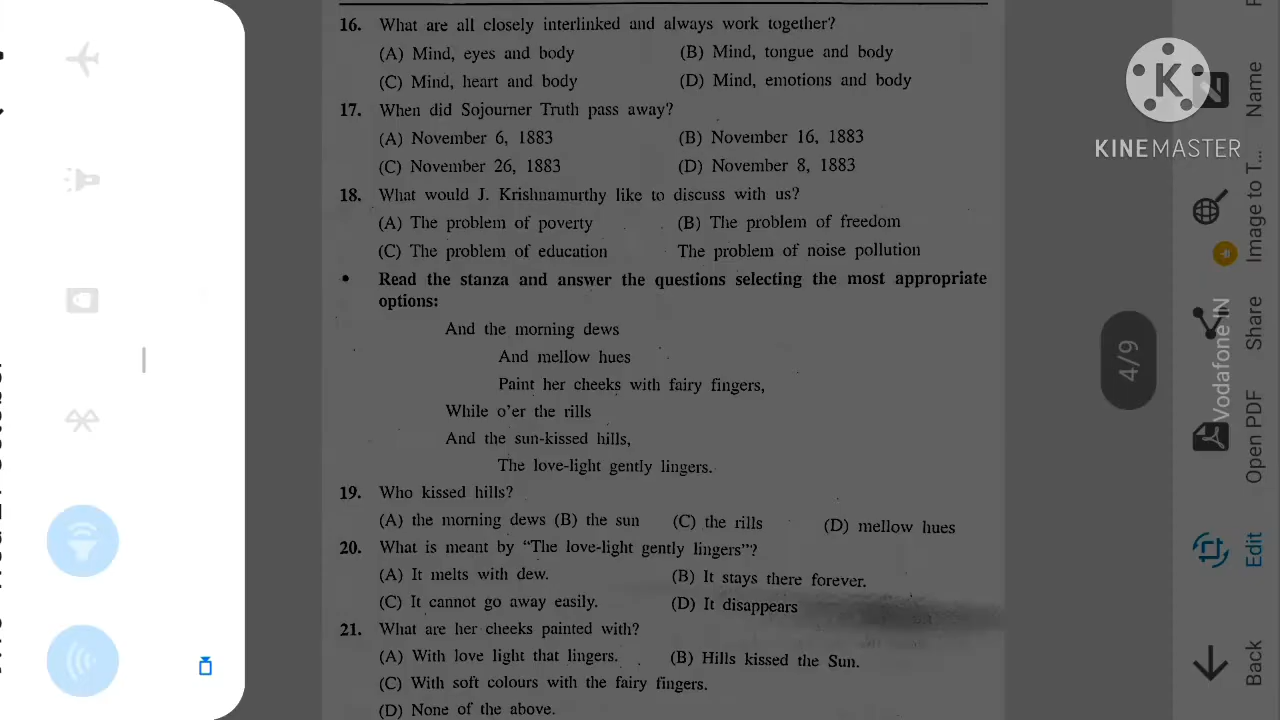 16. What are all closely interlinked and always work together?
(A) Mind, eyes and body (B) Mind, tongue and body
(C) Mind, heart and body (D) Mind, emotions and body
17. When did Sojourner Truth pass away?
(A) November 6, 1883 (B) November 16, 1883
(C) November 26, 1883 (D) November 8, 1883
18. What would J. Krishnamurthy like to discuss with us?
(A) The problem of poverty (B) The problem of freedom
(C) The problem of education The problem of noise pollution
• Read the stanza and answer the questions selecting the most appropriate
options:
And the morning dews
And mellow hues
Paint her cheeks with fairy fingers,
While o'er the rills
And the sun-kissed hills,
The love-light gently lingers.
19. Who kissed hills?
(A) the morning dews (B) the sun (C) the rills (D) mellow hues
20. What is meant by "The love-light gently lingers"?
(A) It melts with dew. (B) It stays there forever.
(C) It cannot go away easily. (D) It disappears
21. What are her cheeks painted with?
(A) With love light that lingers. (B) Hills kissed the Sun.
(C) With soft colours with the fairy fingers.
(D) None of the above.
K
KINEMASTER
4/9
Vodafone IN
Name
Image to T...
Share
Open PDF
Edit
Back